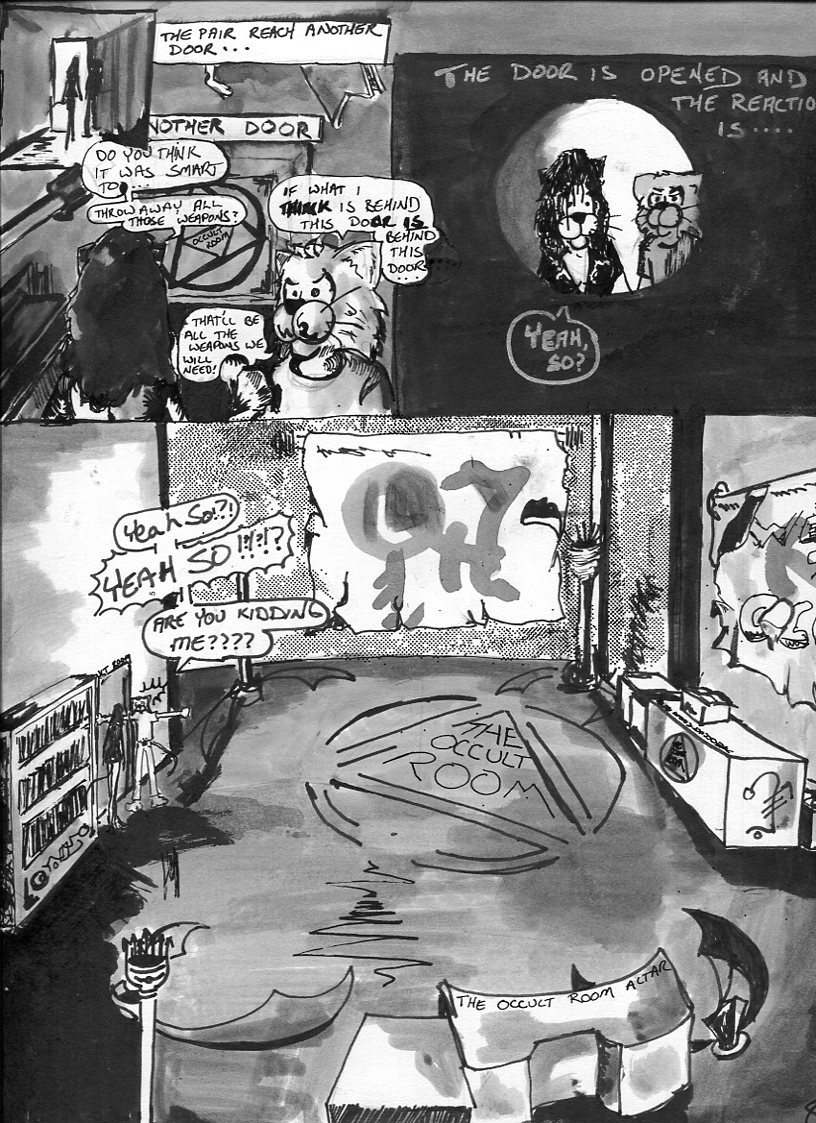 THE PAIR REACH ANOTHER
DOOR...
NOTHER DOOR
DO YOU THINK
IT WAS SMART
TO...
THROW AWAY ALL
THOSE WEAPONS?
OCCULT
ROOM
IF WHAT I
THINK IS BEHIND
THIS DOOR IS
BEHIND
THIS
DOOR...
THAT'LL BE
ALL THE
WEAPONS WE
WILL
NEED!
THE DOOR IS OPENED AND
THE REACTIO
IS....
YEAH,
SO?
Yeah So!?!
YEAH SO!?!?!?
ARE YOU KIDDING
ME????
THE
OCCULT
ROOM
THE OCCULT ROOM ALTAR